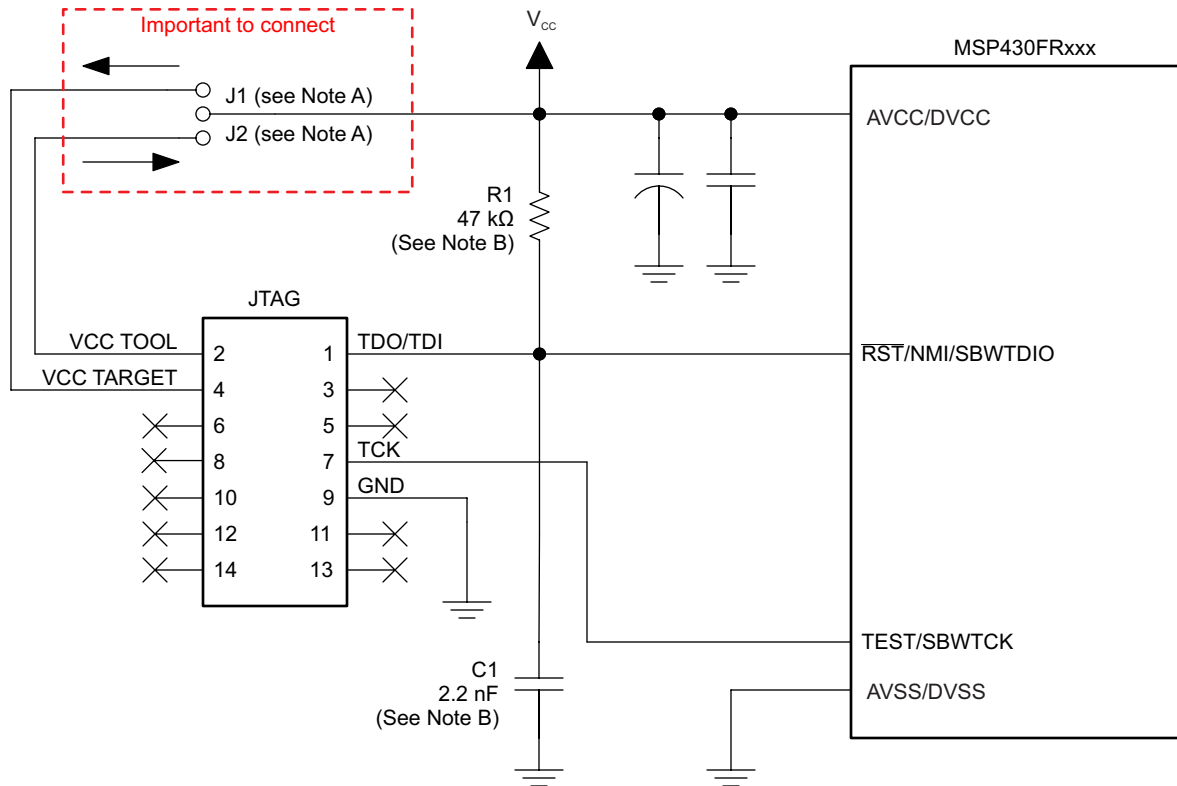 Important to connect
J1 (see Note A)
J2 (see Note A)
VCC
MSP430FRxxx
AVCC/DVCC
R1
47 kΩ
(See Note B)
JTAG
VCC TOOL
2
1
TDO/TDI
RST/NMI/SBWTDIO
VCC TARGET
4
3
6
5
8
7
TCK
10
9
GND
12
11
14
13
TEST/SBWTCK
C1
2.2 nF
(See Note B)
AVSS/DVSS